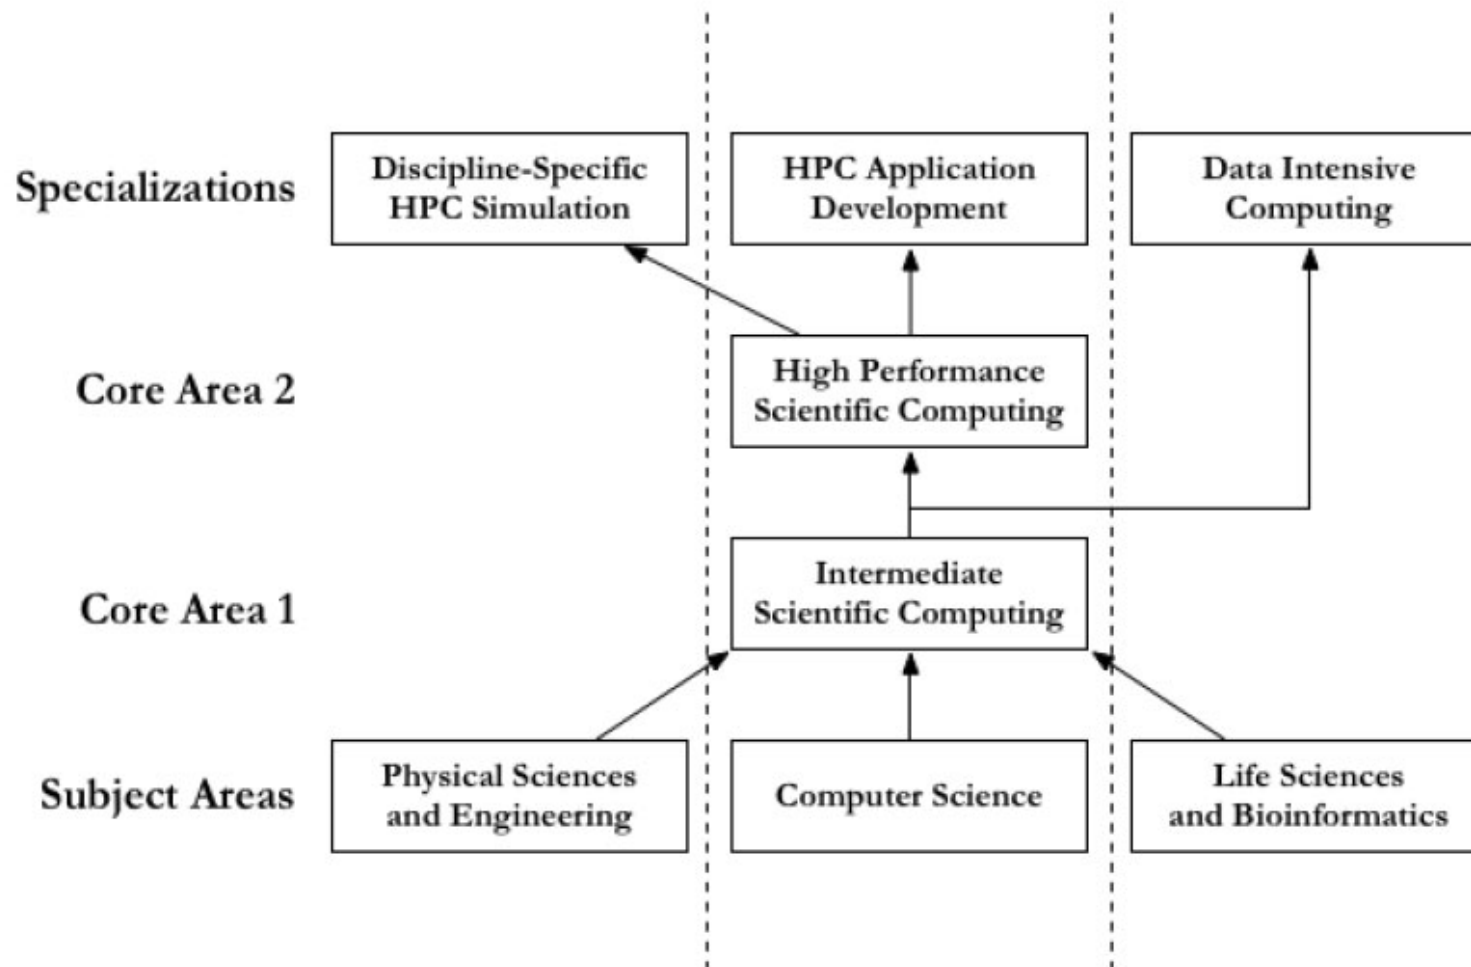 Specializations
Discipline-Specific
HPC Simulation
HPC Application
Development
Data Intensive
Computing
Core Area 2
High Performance
Scientific Computing
Core Area 1
Intermediate
Scientific Computing
Subject Areas
Physical Sciences
and Engineering
Computer Science
Life Sciences
and Bioinformatics